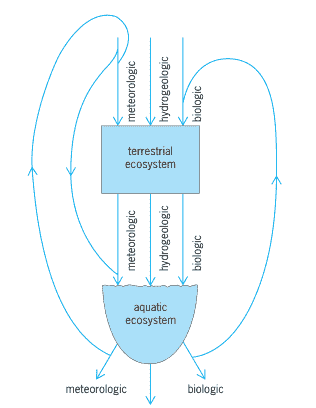 meteorologic
hydrogeologic
biologic
terrestrial
ecosystem
meteorologic
hydrogeologic
biologic
aquatic
ecosystem
meteorologic
biologic